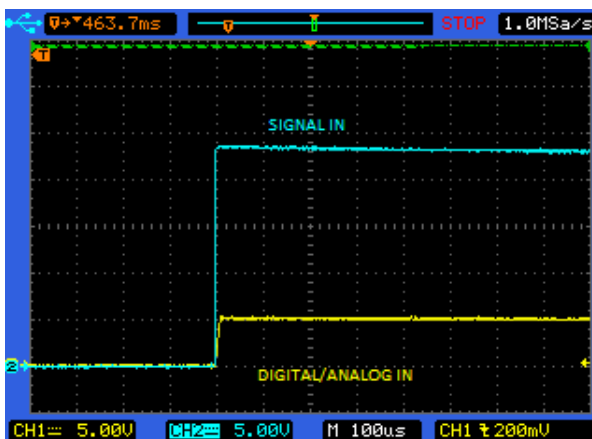 463.7ms
STOP
1.0MSa/s
T
T
SIGNAL IN
2
DIGITAL/ANALOG IN
CH1 5.00V
CH2 5.00V
M 100us
CH1 200mV